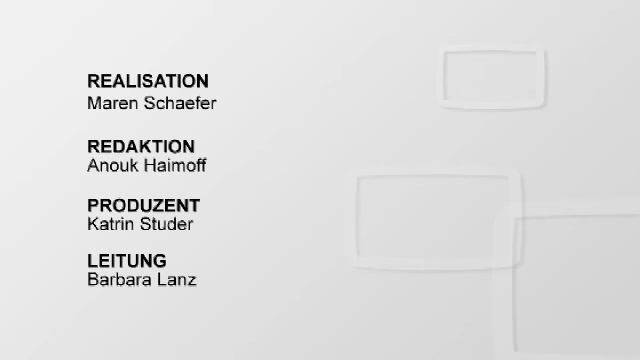 REALISATION
Maren Schaefer
REDAKTION
Anouk Haimoff
PRODUZENT
Katrin Studer
LEITUNG
Barbara Lanz